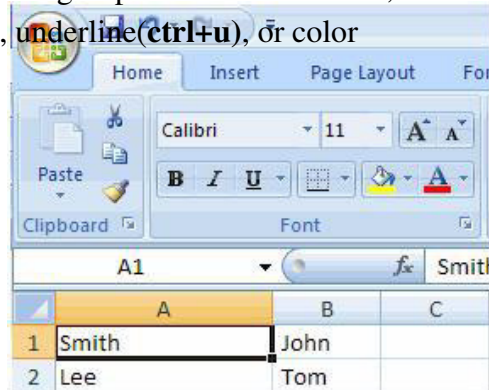 , underline(ctrl+u), or color
Home Insert Page Layout
Calibri 11 A A
Paste B I U A
Clipboard Font
A1 fx Smith
A B C
1 Smith John
2 Lee Tom